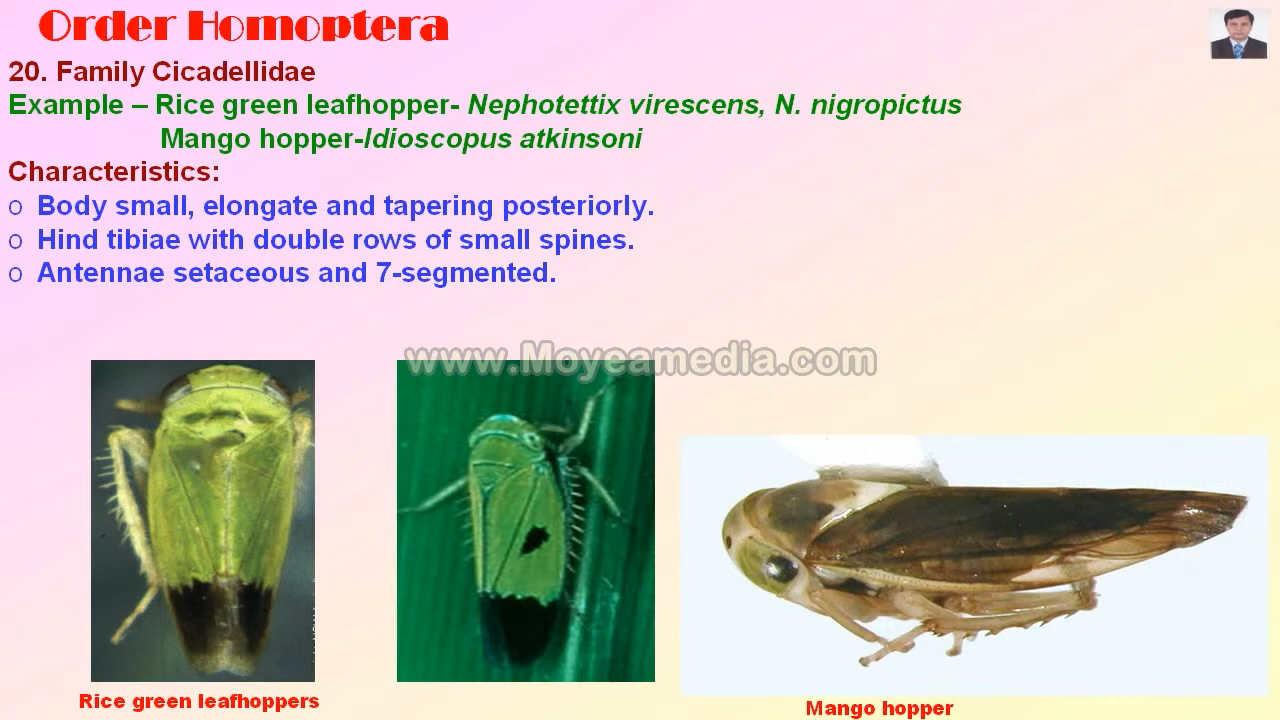 Order Homoptera
20. Family Cicadellidae
Example – Rice green leafhopper- Nephotettix virescens, N. nigropictus
Mango hopper-Idioscopus atkinsoni
Characteristics:
o Body small, elongate and tapering posteriorly.
o Hind tibiae with double rows of small spines.
o Antennae setaceous and 7-segmented.
www.Moyeamedia.com
Rice green leafhoppers
Mango hopper